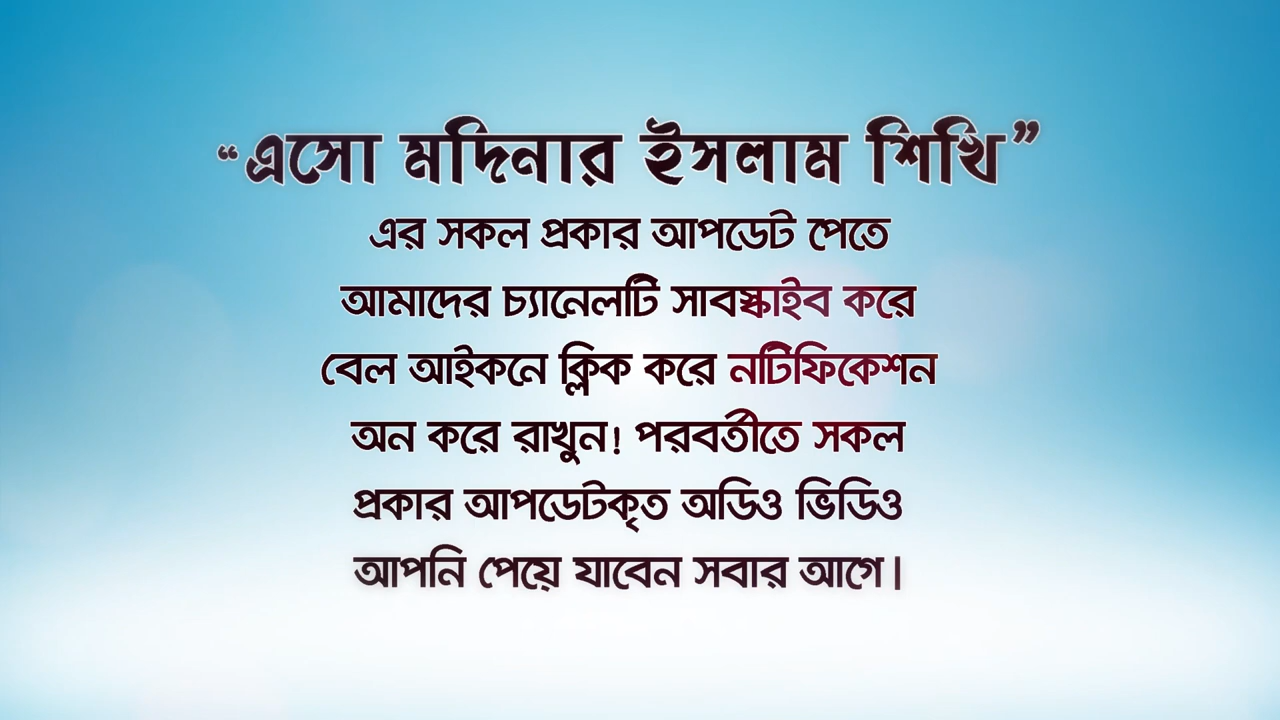 “এসো মদিনার ইসলাম শিখি”
এর সকল প্রকার আপডেট পেতে
আমাদের চ্যানেলটি সাবস্কাইব করে
বেল আইকনে ক্লিক করে নটিফিকেশন
অন করে রাখুন! পরবর্তীতে সকল
প্রকার আপডেটকৃত অডিও ভিডিও
আপনি পেয়ে যাবেন সবার আগে।